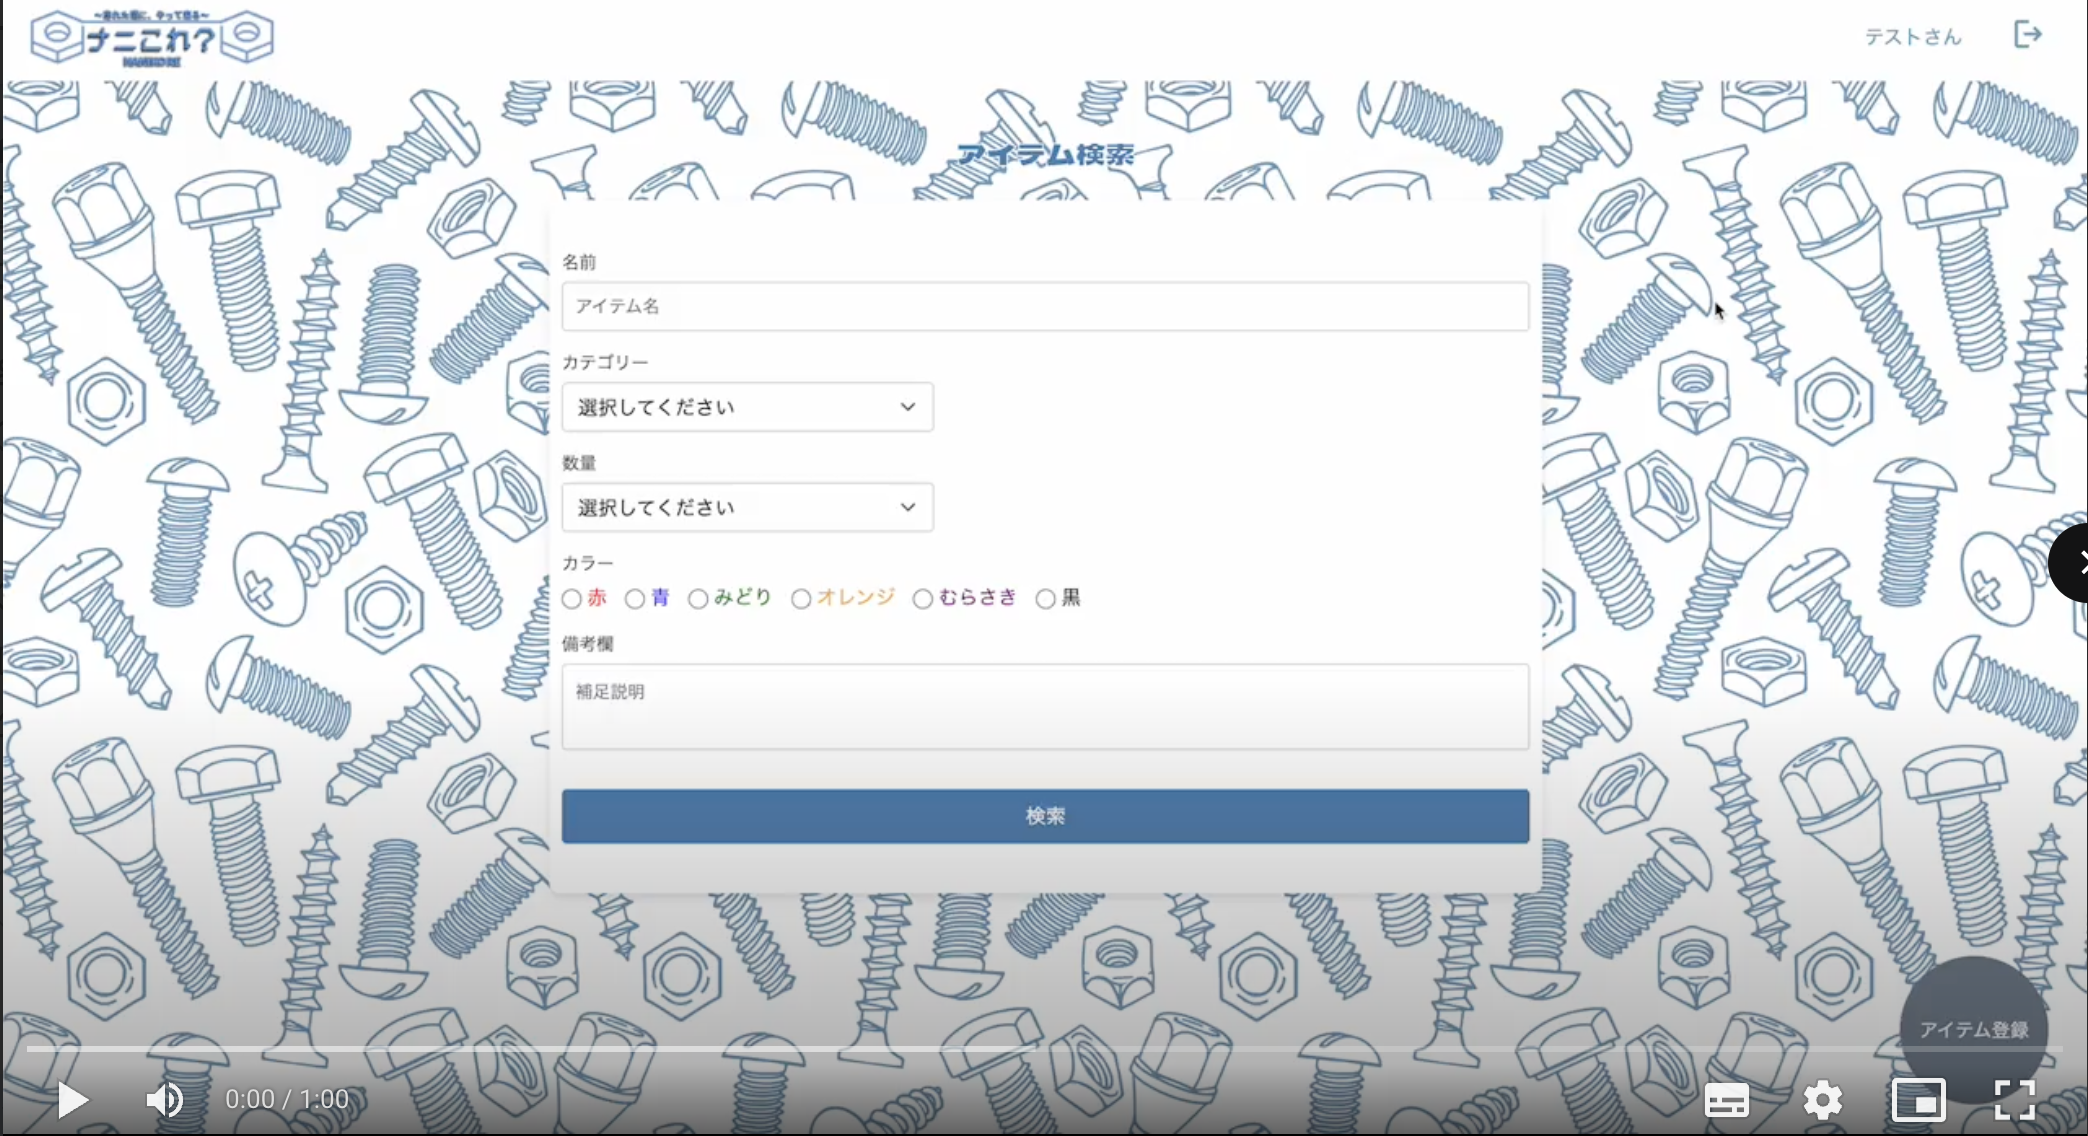 ナニこれ?
NANIKORE
テストさん
アイテム検索
名前
アイテム名
カテゴリー
選択してください
数量
選択してください
カラー
赤 青 みどり オレンジ むらさき 黒
備考欄
補足説明
検索
アイテム登録
0:00 / 1:00